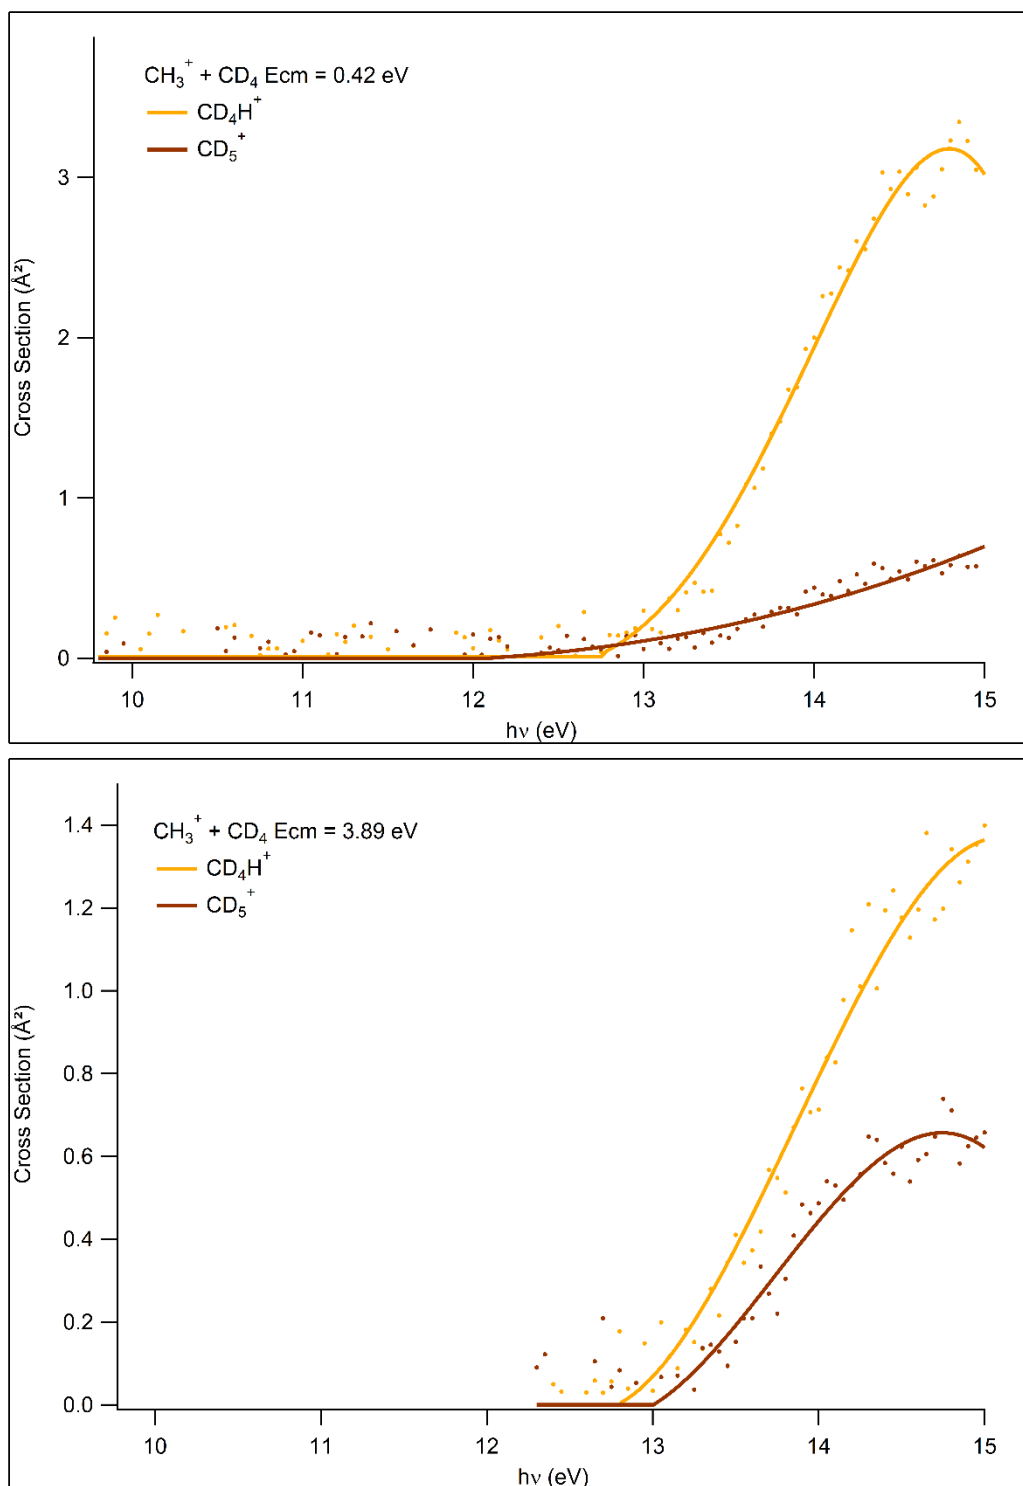 CH₃⁺ + CD₄ Ecm = 0.42 eV
CD₄H⁺
CD₅⁺
Cross Section (Å²)
3
2
1
0
10 11 12 13 14 15
hν (eV)
CH₃⁺ + CD₄ Ecm = 3.89 eV
CD₄H⁺
CD₅⁺
Cross Section (Å²)
1.4
1.2
1.0
0.8
0.6
0.4
0.2
0.0
10 11 12 13 14 15
hν (eV)